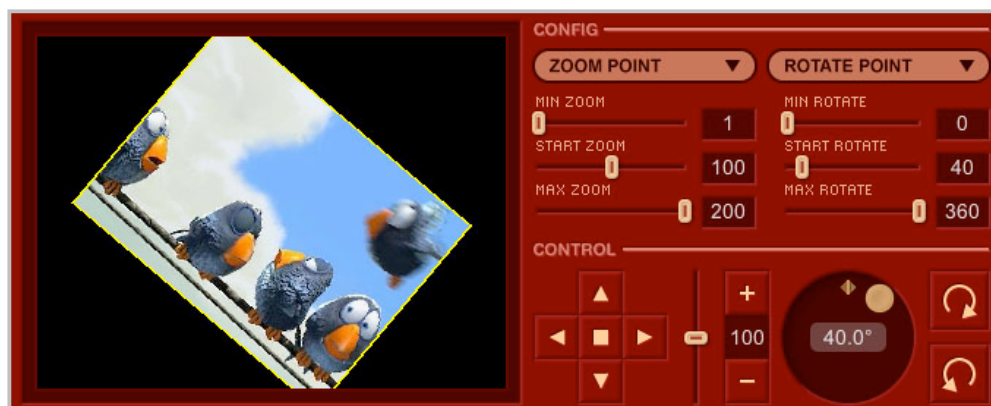 CONFIG
ZOOM POINT
ROTATE POINT
MIN ZOOM
1
MIN ROTATE
0
START ZOOM
100
START ROTATE
40
MAX ZOOM
200
MAX ROTATE
360
CONTROL
+
100
40.0°
−